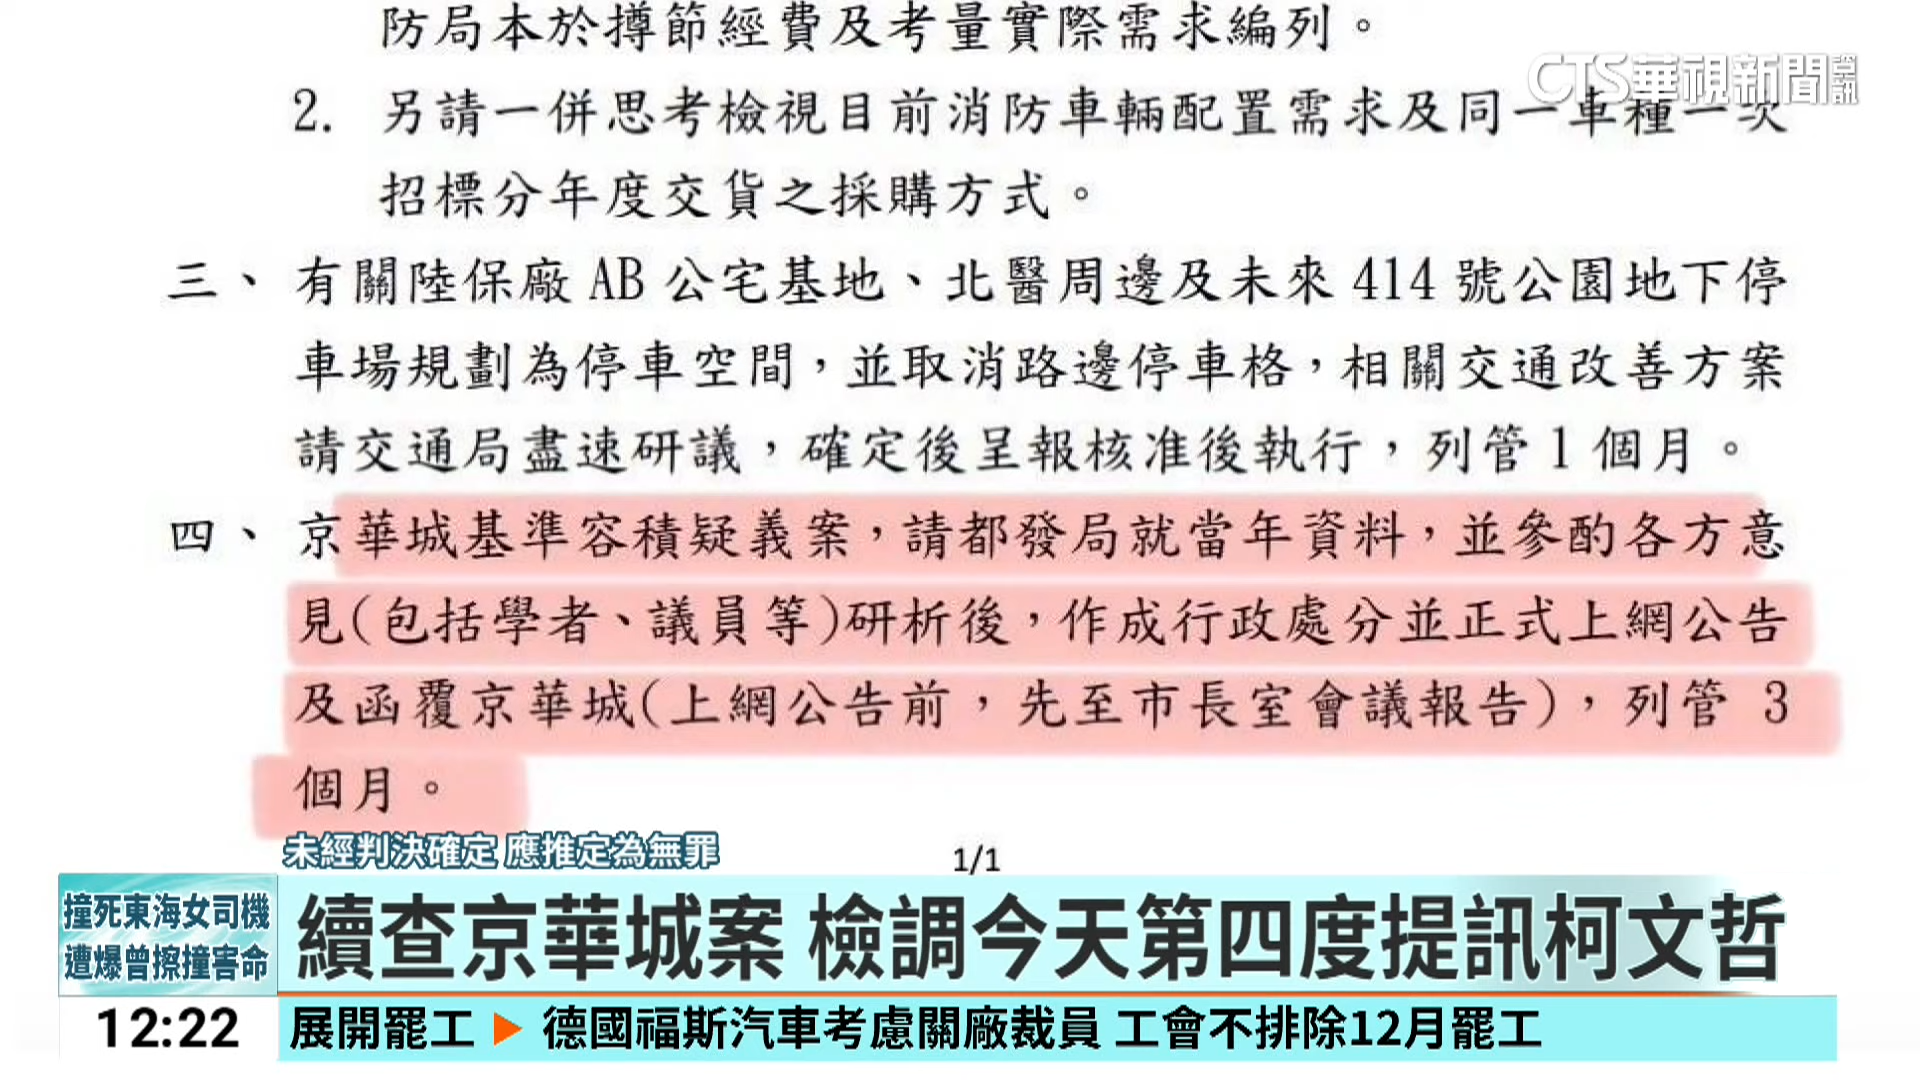 防局本於撙節經費及考量實際需求編列。
CTS華視新聞資訊
2. 另請一併思考檢視目前消防車輛配置需求及同一車種一次
招標分年度交貨之採購方式。
三、有關陸保廠 AB 公宅基地、北醫周邊及未來 414 號公園地下停
車場規劃為停車空間，並取消路邊停車格，相關交通改善方案
請交通局盡速研議，確定後呈報核准後執行，列管 1 個月。
四、京華城基準容積疑義案，請都發局就當年資料，並參酌各方意
見(包括學者、議員等)研析後，作成行政處分並正式上網公告
及函覆京華城(上網公告前，先至市長室會議報告)，列管 3
個月。
未經判決確定 應推定為無罪
1/1
撞死東海女司機
遭爆曾擦撞害命
續查京華城案 檢調今天第四度提訊柯文哲
12:22
展開罷工 ▶ 德國福斯汽車考慮關廠裁員 工會不排除12月罷工